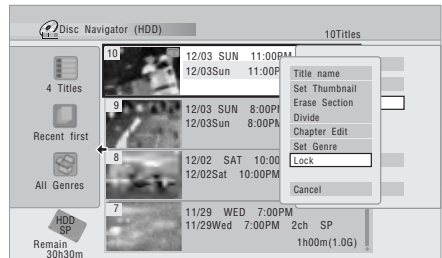 Disc Navigator (HDD)
10Titles
4 Titles
Recent first
All Genres
HDD
SP
Remain
30h30m
10
12/03 SUN 11:00PM
12/03Sun 11:00P
9
12/03 SUN 8:00P
12/03Sun 8:00PM
8
12/02 SAT 10:00
12/02Sat 10:00PM
7
11/29 WED 7:00PM
11/29Wed 7:00PM 2ch SP
1h00m(1.0G)
Title name
Set Thumbnail
Erase Section
Divide
Chapter Edit
Set Genre
Lock
Cancel